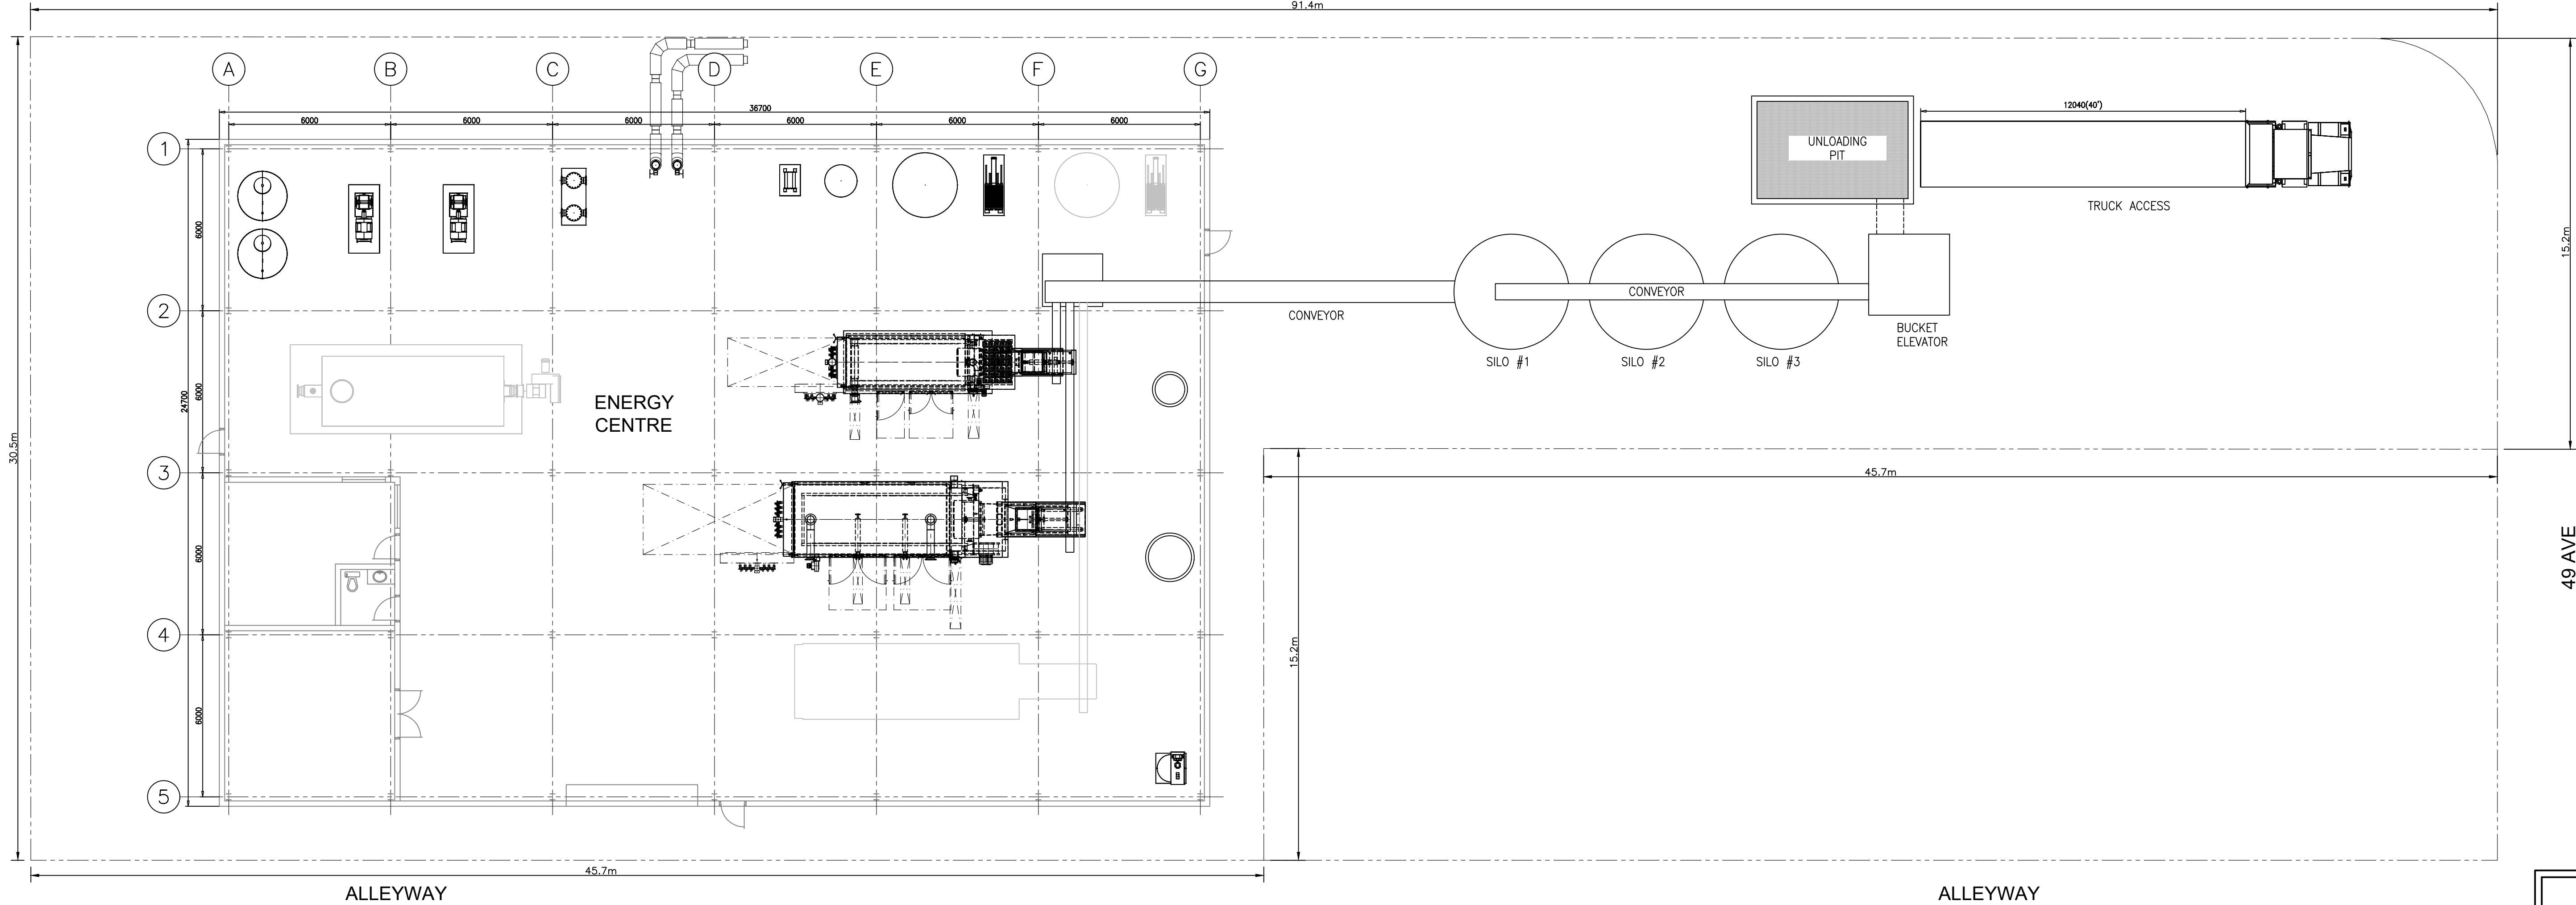 91.4m
A
B
C
D
E
F
G
36700
6000
6000
6000
6000
6000
6000
12040(40')
1
UNLOADING
PIT
TRUCK ACCESS
6000
15.2m
2
CONVEYOR
CONVEYOR
BUCKET
ELEVATOR
SILO #1
SILO #2
SILO #3
24700
6000
ENERGY
CENTRE
30.5m
3
45.7m
6000
49 AVE
4
15.2m
6000
5
45.7m
ALLEYWAY
ALLEYWAY